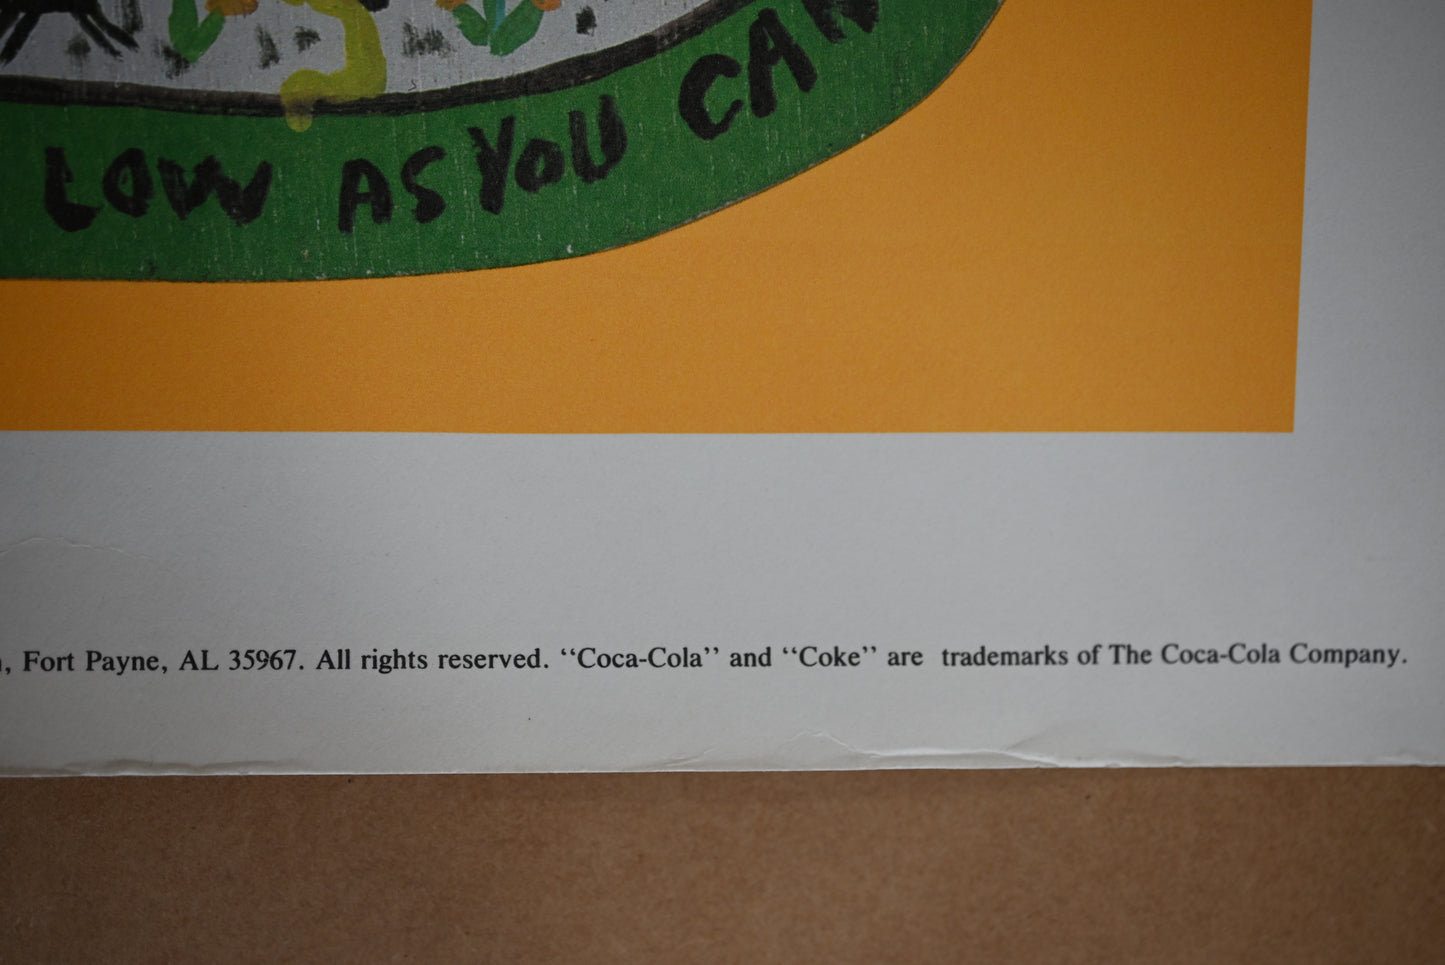 LOW AS YOU CAN
, Fort Payne, AL 35967. All rights reserved. “Coca-Cola” and “Coke” are trademarks of The Coca-Cola Company.